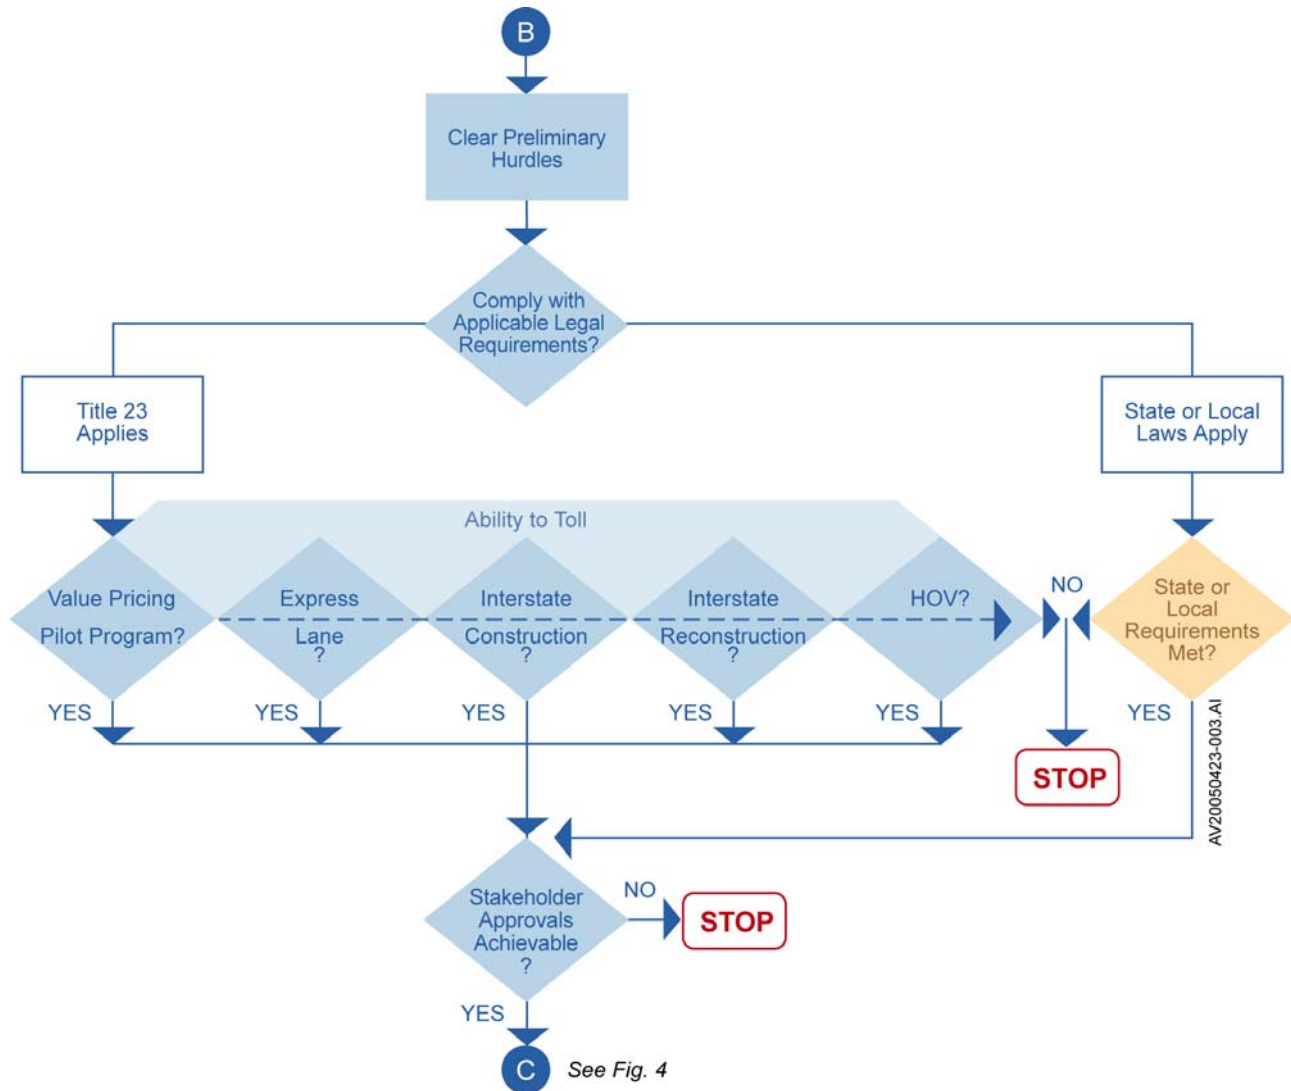 B
Clear Preliminary
Hurdles
Comply with
Applicable Legal
Requirements?
Title 23
Applies
State or Local
Laws Apply
Ability to Toll
Value Pricing
Pilot Program?
Express
Lane
?
Interstate
Construction
?
Interstate
Reconstruction
?
HOV?
NO
State or
Local
Requirements
Met?
YES
YES
YES
YES
YES
YES
STOP
AV20050423-003.AI
Stakeholder
Approvals
Achievable
?
NO
STOP
YES
C
See Fig. 4